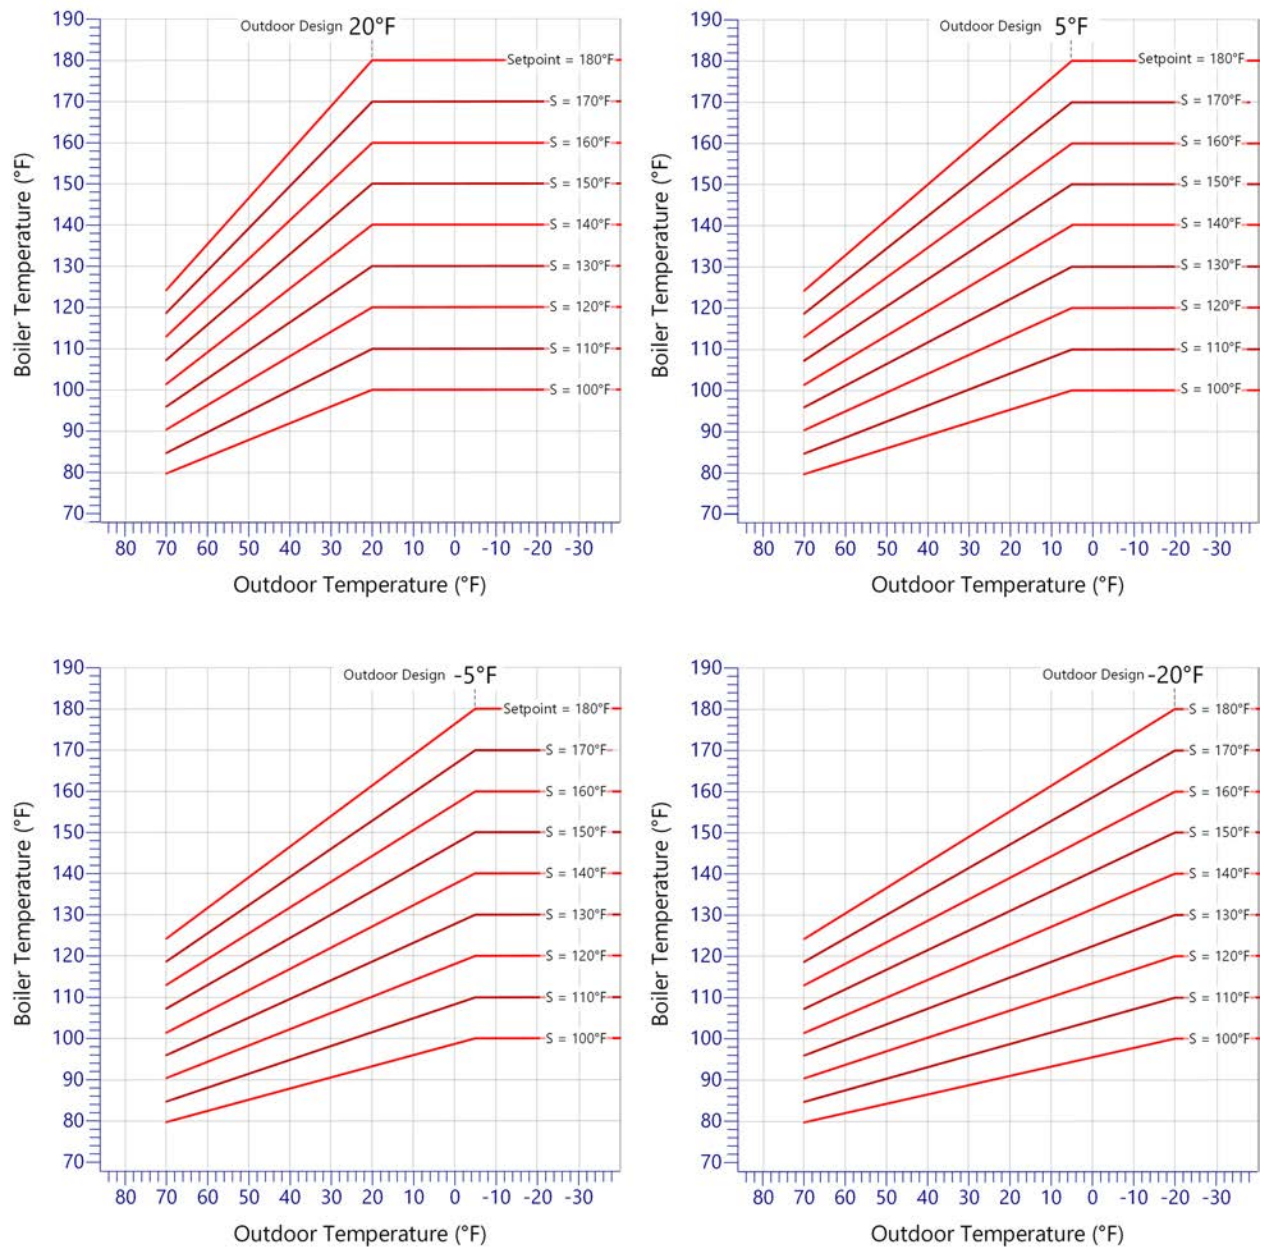 Outdoor Design 20°F
190
180
170
160
150
140
130
120
110
100
90
80
70
Setpoint = 180°F
S = 170°F
S = 160°F
S = 150°F
S = 140°F
S = 130°F
S = 120°F
S = 110°F
S = 100°F
Boiler Temperature (°F)
80 70 60 50 40 30 20 10 0 -10 -20 -30
Outdoor Temperature (°F)
Outdoor Design 5°F
190
180
170
160
150
140
130
120
110
100
90
80
70
Setpoint = 180°F
S = 170°F
S = 160°F
S = 150°F
S = 140°F
S = 130°F
S = 120°F
S = 110°F
S = 100°F
Boiler Temperature (°F)
80 70 60 50 40 30 20 10 0 -10 -20 -30
Outdoor Temperature (°F)
Outdoor Design -5°F
190
180
170
160
150
140
130
120
110
100
90
80
70
Setpoint = 180°F
S = 170°F
S = 160°F
S = 150°F
S = 140°F
S = 130°F
S = 120°F
S = 110°F
S = 100°F
Boiler Temperature (°F)
80 70 60 50 40 30 20 10 0 -10 -20 -30
Outdoor Temperature (°F)
Outdoor Design -20°F
190
180
170
160
150
140
130
120
110
100
90
80
70
S = 180°F
S = 170°F
S = 160°F
S = 150°F
S = 140°F
S = 130°F
S = 120°F
S = 110°F
S = 100°F
Boiler Temperature (°F)
80 70 60 50 40 30 20 10 0 -10 -20 -30
Outdoor Temperature (°F)